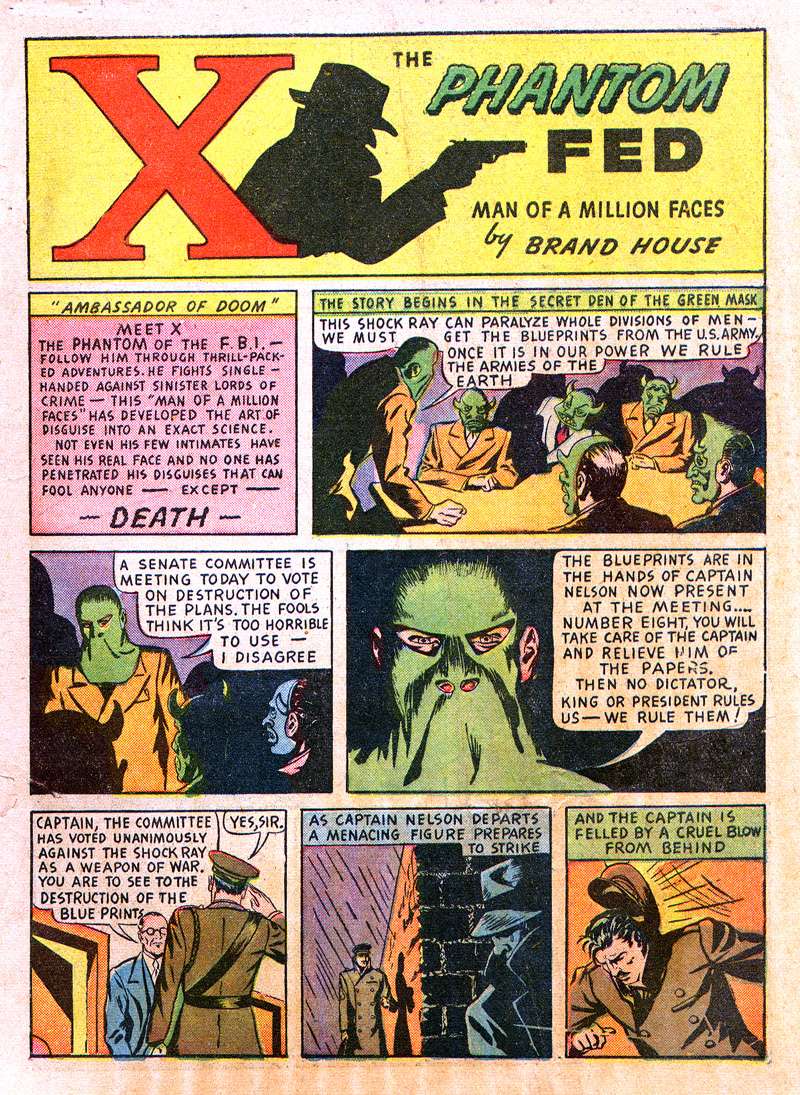 X
THE
PHANTOM
FED
MAN OF A MILLION FACES
by BRAND HOUSE
"AMBASSADOR OF DOOM"
MEET X
THE PHANTOM OF THE F.B.I. —
FOLLOW HIM THROUGH THRILL-PACK-
ED ADVENTURES. HE FIGHTS SINGLE-
HANDED AGAINST SINISTER LORDS OF
CRIME — THIS "MAN OF A MILLION
FACES" HAS DEVELOPED THE ART OF
DISGUISE INTO AN EXACT SCIENCE.
NOT EVEN HIS FEW INTIMATES HAVE
SEEN HIS REAL FACE AND NO ONE HAS
PENETRATED HIS DISGUISES THAT CAN
FOOL ANYONE — EXCEPT —
— DEATH —
THE STORY BEGINS IN THE SECRET DEN OF THE GREEN MASK
THIS SHOCK RAY CAN PARALYZE WHOLE DIVISIONS OF MEN —
WE MUST GET THE BLUEPRINTS FROM THE U.S. ARMY.
ONCE IT IS IN OUR POWER WE RULE
THE ARMIES OF THE
EARTH
A SENATE COMMITTEE IS
MEETING TODAY TO VOTE
ON DESTRUCTION OF
THE PLANS. THE FOOLS
THINK IT'S TOO HORRIBLE
TO USE —
I DISAGREE
THE BLUEPRINTS ARE IN
THE HANDS OF CAPTAIN
NELSON NOW PRESENT
AT THE MEETING....
NUMBER EIGHT, YOU WILL
TAKE CARE OF THE CAPTAIN
AND RELIEVE HIM OF
THE PAPERS.
THEN NO DICTATOR,
KING OR PRESIDENT RULES
US — WE RULE THEM!
CAPTAIN, THE COMMITTEE
HAS VOTED UNANIMOUSLY
AGAINST THE SHOCK RAY
AS A WEAPON OF WAR.
YOU ARE TO SEE TO THE
DESTRUCTION OF THE
BLUE PRINTS
YES, SIR.
AS CAPTAIN NELSON DEPARTS
A MENACING FIGURE PREPARES
TO STRIKE
AND THE CAPTAIN IS
FELLED BY A CRUEL BLOW
FROM BEHIND